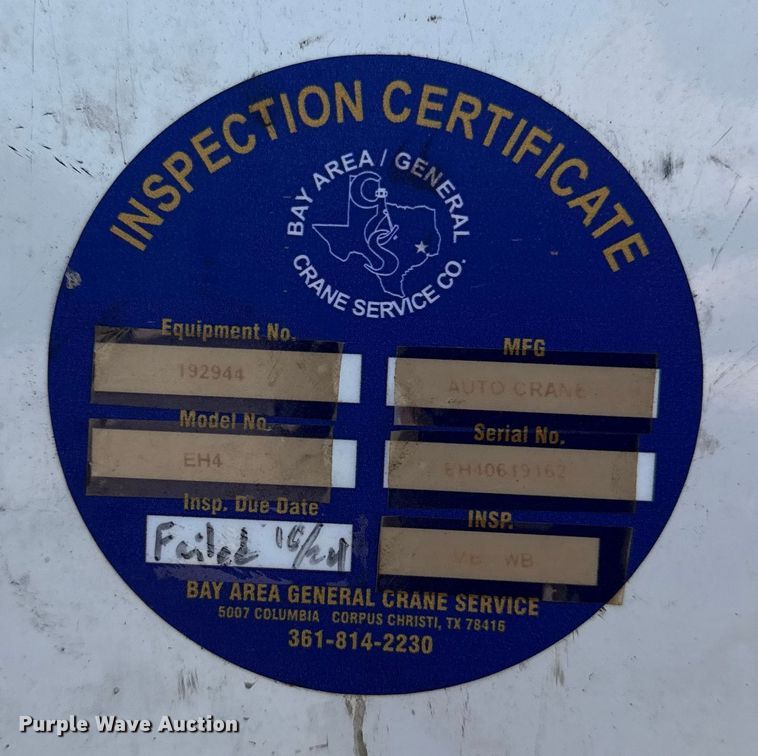 INSPECTION CERTIFICATE
BAY AREA / GENERAL
CRANE SERVICE CO.
Equipment No.
192944
MFG
AUTO CRANE
Model No.
EH4
Serial No.
EH40619162
Insp. Due Date
Failed
INSP.
WB
BAY AREA GENERAL CRANE SERVICE
5007 COLUMBIA CORPUS CHRISTI, TX 78416
361-814-2230
Purple Wave Auction